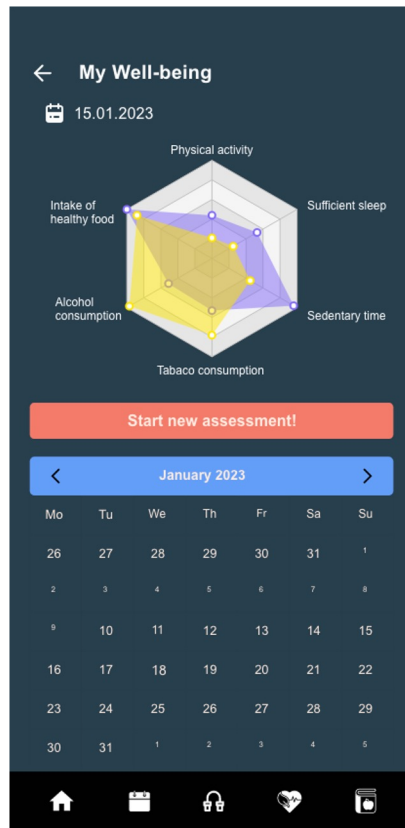 My Well-being
15.01.2023
Physical activity
Intake of
healthy food
Sufficient sleep
Alcohol
consumption
Sedentary time
Tabaco consumption
Start new assessment!
January 2023
Mo Tu We Th Fr Sa Su
26 27 28 29 30 31 1
2 3 4 5 6 7 8
9 10 11 12 13 14 15
16 17 18 19 20 21 22
23 24 25 26 27 28 29
30 31 1 2 3 4 5